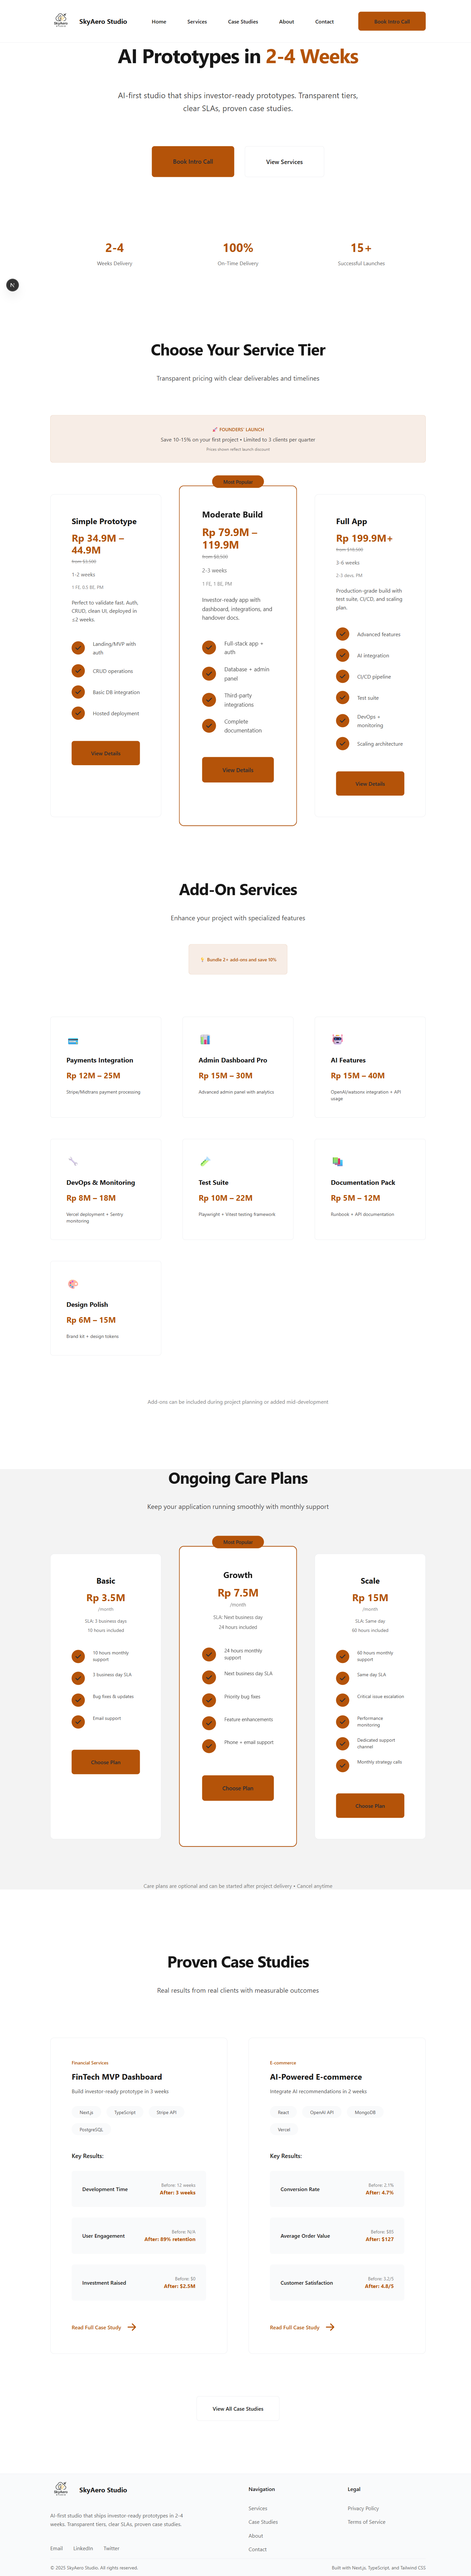 SkyAero Studio
Home
Services
Case Studies
About
Contact
Book Intro Call
AI Prototypes in 2-4 Weeks
AI-first studio that ships investor-ready prototypes. Transparent tiers,
clear SLAs, proven case studies.
Book Intro Call
View Services
2-4
Weeks Delivery
100%
On-Time Delivery
15+
Successful Launches
N
Choose Your Service Tier
Transparent pricing with clear deliverables and timelines
FOUNDERS' LAUNCH
Save 10-15% on your first project • Limited to 3 clients per quarter
Prices shown reflect launch discount
Simple Prototype
Rp 34.9M –
44.9M
1-2 weeks
1 FE, 0.5 BE, PM
Perfect to validate fast. Auth,
CRUD, clean UI, deployed in
≤2 weeks.
Landing/MVP with
auth
CRUD operations
Basic DB integration
Hosted deployment
View Details
Most Popular
Moderate Build
Rp 79.9M –
119.9M
2-3 weeks
1 FE, 1 BE, PM
Investor-ready app with
dashboard, integrations, and
handover docs.
Full-stack app +
auth
Database + admin
panel
Third-party
integrations
Complete
documentation
View Details
Full App
Rp 199.9M+
3-6 weeks
2-3 devs, PM
Production-grade build with
test suite, CI/CD, and scaling
plan.
Advanced features
AI integration
CI/CD pipeline
Test suite
DevOps +
monitoring
Scaling architecture
View Details
Add-On Services
Enhance your project with specialized features
Bundle 2+ add-ons and save 10%
Payments Integration
Rp 12M – 25M
Stripe/Midtrans payment processing
Admin Dashboard Pro
Rp 15M – 30M
Advanced admin panel with analytics
AI Features
Rp 15M – 40M
OpenAI/watsonx integration + API
usage
DevOps & Monitoring
Rp 8M – 18M
Vercel deployment + Sentry
monitoring
Test Suite
Rp 10M – 22M
Playwright + Vitest testing framework
Documentation Pack
Rp 5M – 12M
Runbook + API documentation
Design Polish
Rp 6M – 15M
Brand kit + design tokens
Add-ons can be included during project planning or added mid-development
Ongoing Care Plans
Keep your application running smoothly with monthly support
Basic
Rp 3.5M
/month
SLA: 3 business days
10 hours included
10 hours monthly
support
3 business day SLA
Bug fixes & updates
Email support
Choose Plan
Most Popular
Growth
Rp 7.5M
/month
SLA: Next business day
24 hours included
24 hours monthly
support
Next business day SLA
Priority bug fixes
Feature enhancements
Phone + email support
Choose Plan
Scale
Rp 15M
/month
SLA: Same day
60 hours included
60 hours monthly
support
Same day SLA
Critical issue escalation
Performance
monitoring
Dedicated support
channel
Monthly strategy calls
Choose Plan
Care plans are optional and can be started after project delivery • Cancel anytime
Proven Case Studies
Real results from real clients with measurable outcomes
Financial Services
FinTech MVP Dashboard
Build investor-ready prototype in 3 weeks
Next.js
TypeScript
Stripe API
PostgreSQL
Key Results:
Development Time
Before: 12 weeks
After: 3 weeks
User Engagement
Before: N/A
After: 89% retention
Investment Raised
Before: $0
After: $2.5M
Read Full Case Study
E-commerce
AI-Powered E-commerce
Integrate AI recommendations in 2 weeks
React
OpenAI API
MongoDB
Vercel
Key Results:
Conversion Rate
Before: 2.1%
After: 4.7%
Average Order Value
Before: $85
After: $127
Customer Satisfaction
Before: 3.2/5
After: 4.8/5
Read Full Case Study
View All Case Studies
SkyAero Studio
AI-first studio that ships investor-ready prototypes in 2-4
weeks. Transparent tiers, clear SLAs, proven case studies.
Email
LinkedIn
Twitter
Navigation
Services
Case Studies
About
Contact
Legal
Privacy Policy
Terms of Service
© 2025 SkyAero Studio. All rights reserved.
Built with Next.js, TypeScript, and Tailwind CSS